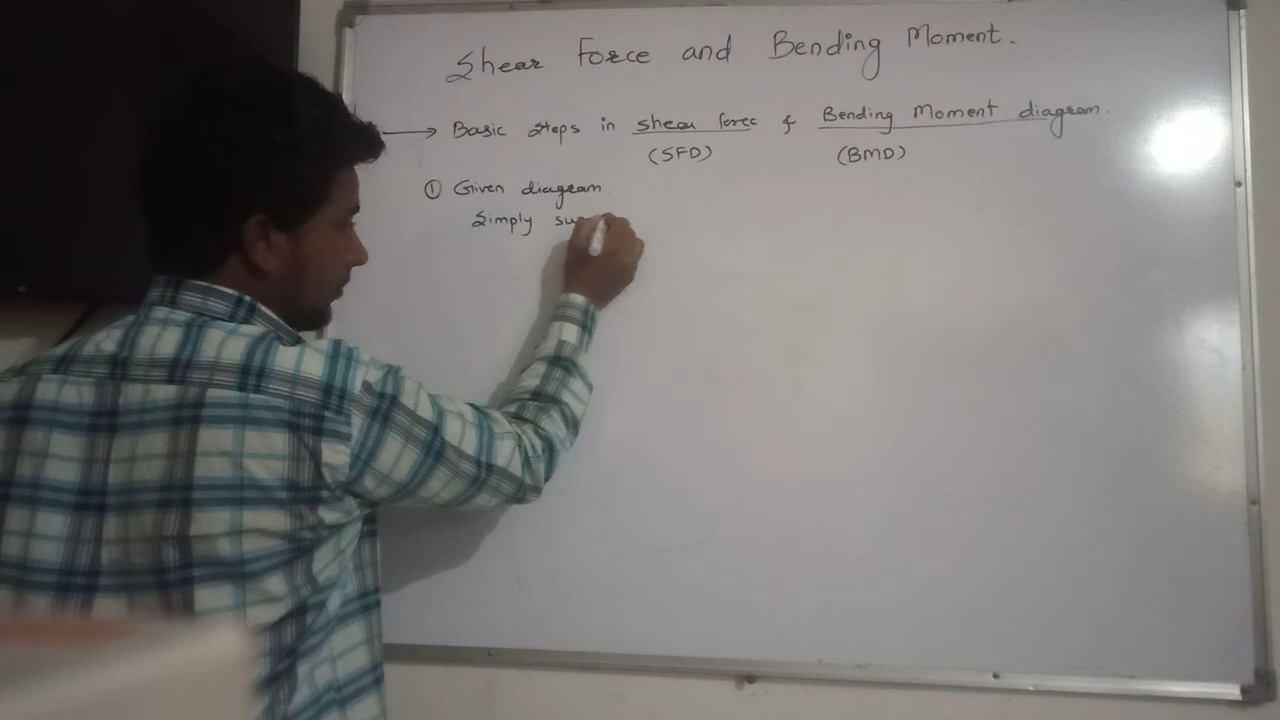 Shear Force and Bending Moment.
→ Basic Steps in shear force & Bending Moment diagram.
(SFD) (BMD)
① Given diagram
Simply